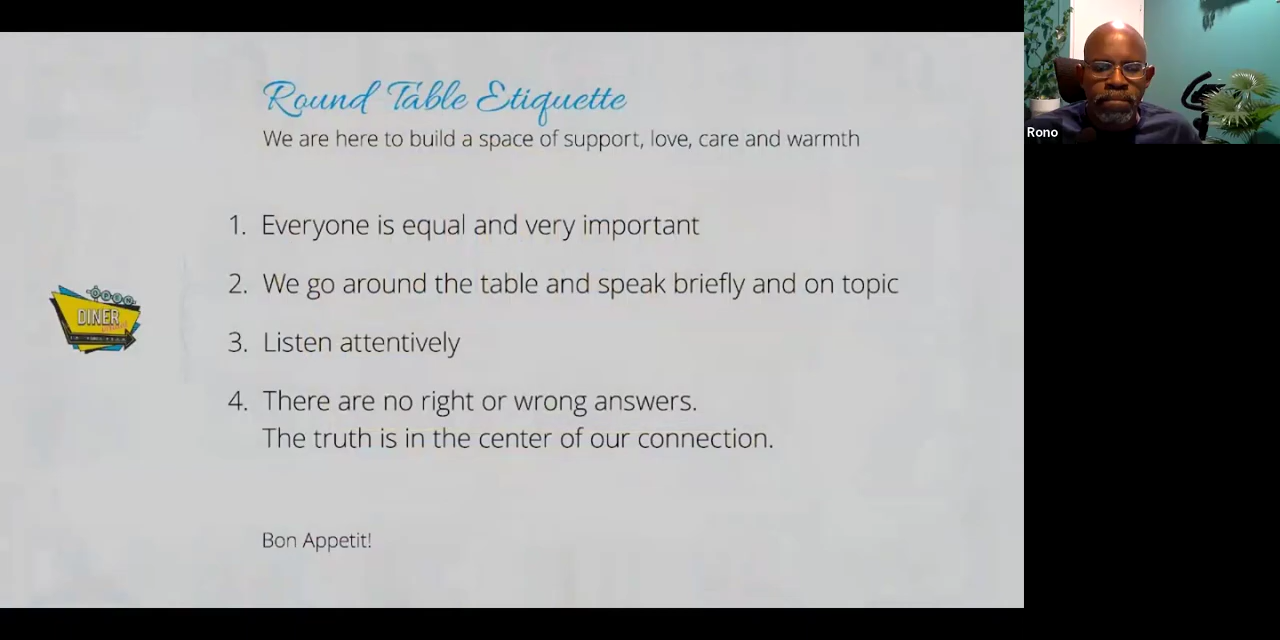 Round Table Etiquette
We are here to build a space of support, love, care and warmth
1. Everyone is equal and very important
2. We go around the table and speak briefly and on topic
3. Listen attentively
4. There are no right or wrong answers.
The truth is in the center of our connection.
Bon Appetit!
OPEN
DINER
Rono